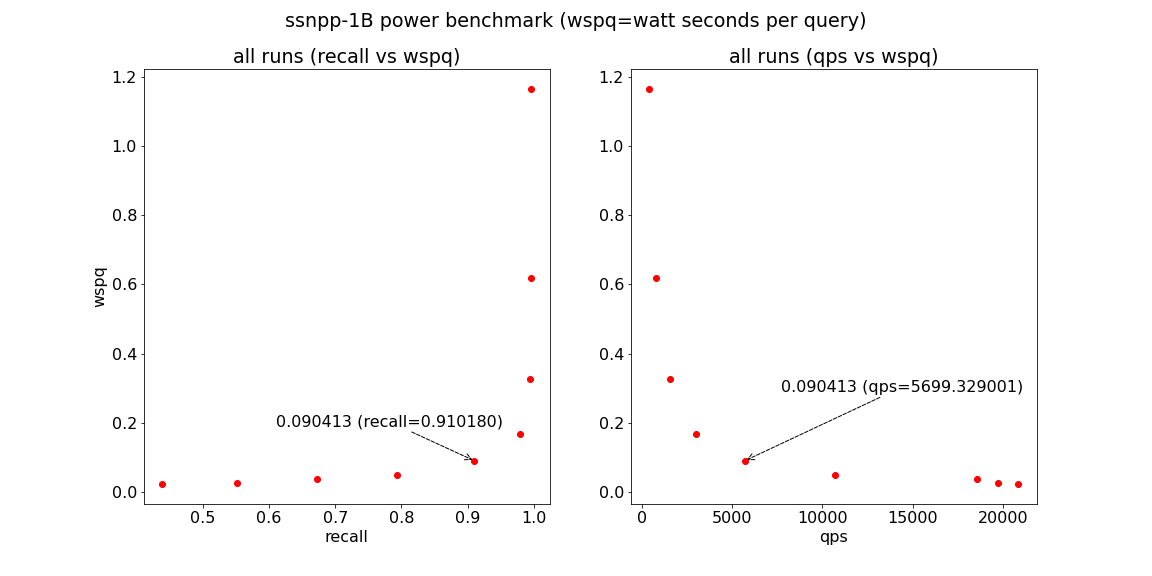 ssnpp-1B power benchmark (wspq=watt seconds per query)
all runs (recall vs wspq)
1.2
1.0
0.8
0.6
0.4
0.2
0.0
wspq
0.090413 (recall=0.910180)
0.5 0.6 0.7 0.8 0.9 1.0
recall
all runs (qps vs wspq)
1.2
1.0
0.8
0.6
0.4
0.2
0.0
0.090413 (qps=5699.329001)
0 5000 10000 15000 20000
qps